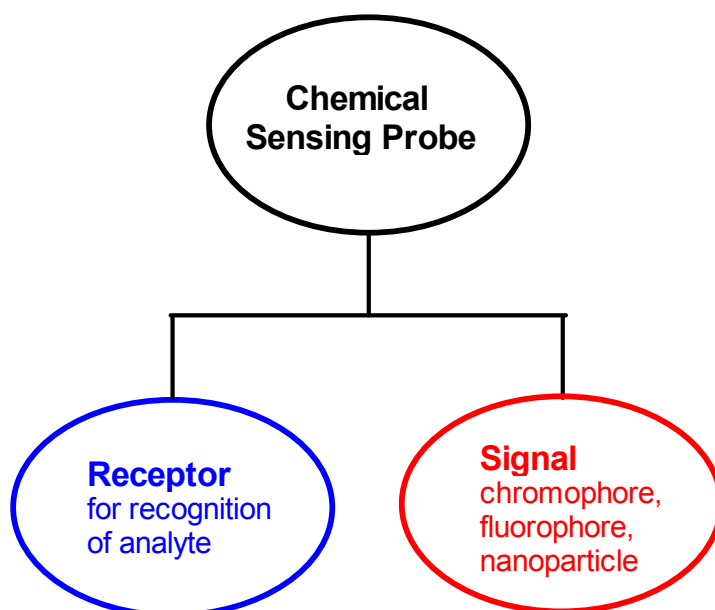 Chemical
Sensing Probe
Receptor
for recognition
of analyte
Signal
chromophore,
fluorophore,
nanoparticle